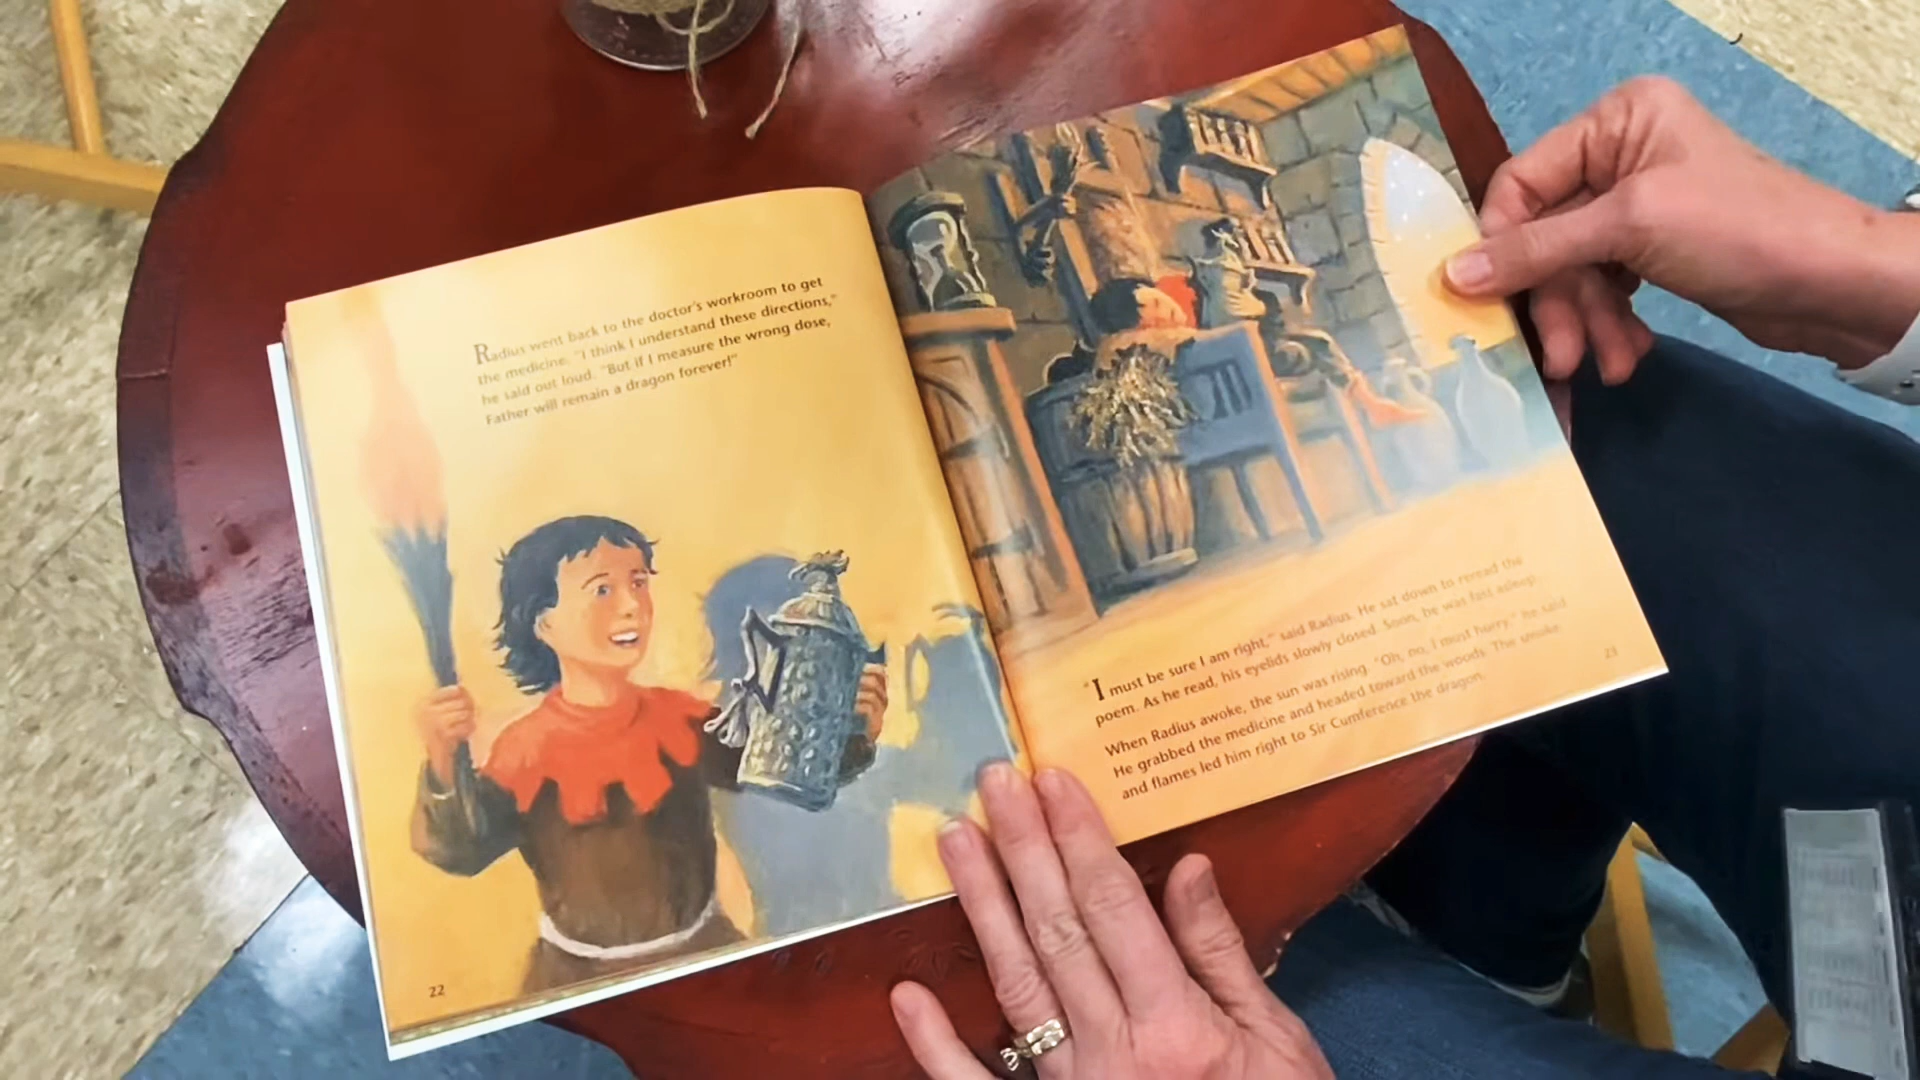 Radius went back to the doctor's workroom to get
the medicine. "I think I understand these directions,"
he said out loud. "But if I measure the wrong dose,
Father will remain a dragon forever!"
22
"I must be sure I am right," said Radius. He sat down to reread the
poem. As he read, his eyelids slowly closed. Soon, he was fast asleep.
When Radius awoke, the sun was rising. "Oh, no, I must hurry," he said.
He grabbed the medicine and headed toward the woods. The smoke
and flames led him right to Sir Cumference the dragon.
23